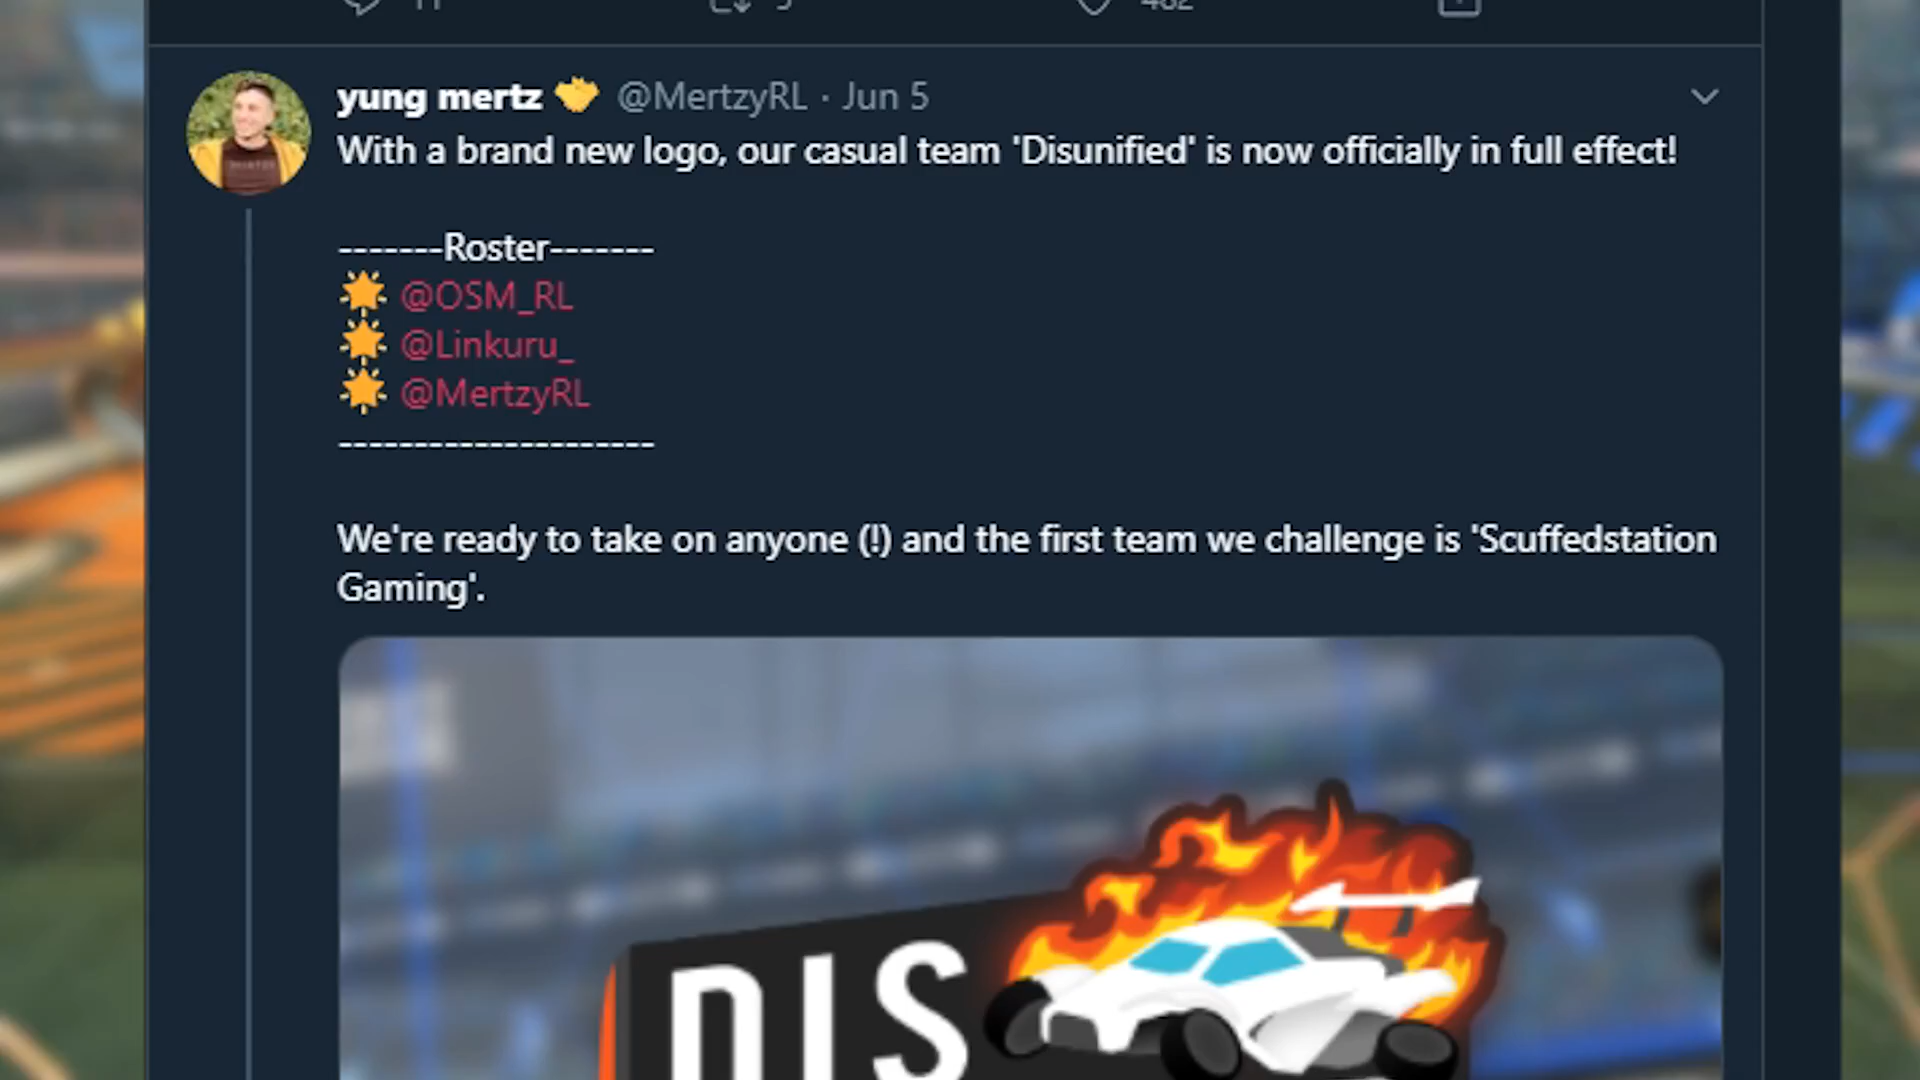 482
yung mertz @MertzyRL · Jun 5
With a brand new logo, our casual team 'Disunified' is now officially in full effect!
-------Roster-------
@OSM_RL
@Linkuru_
@MertzyRL
---------------------
We're ready to take on anyone (!) and the first team we challenge is 'Scuffedstation
Gaming'.
DIS